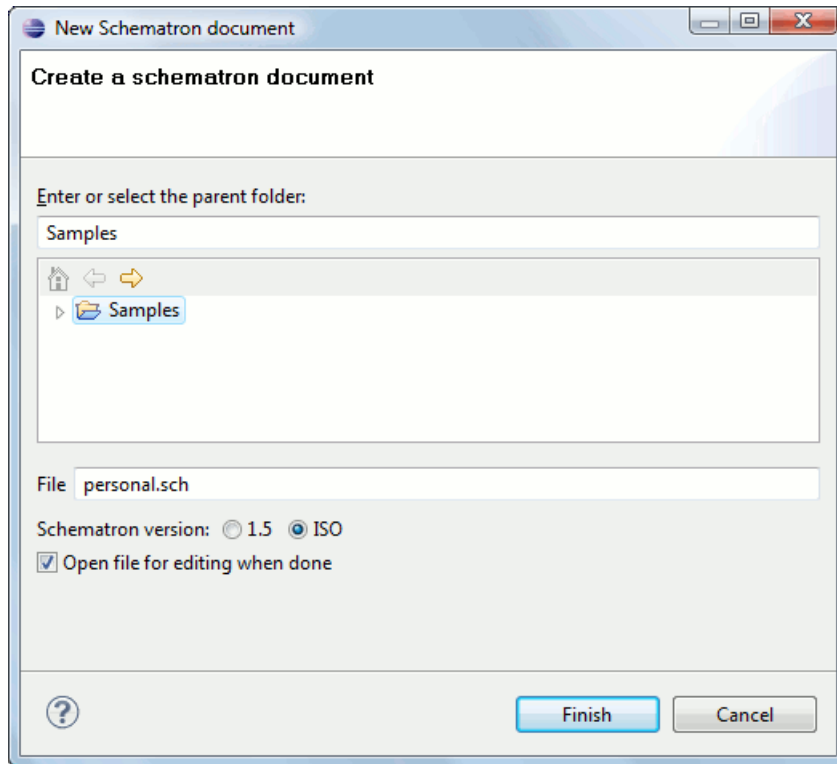 New Schematron document
Create a schematron document
Enter or select the parent folder:
Samples
Samples
File personal.sch
Schematron version: 1.5 ISO
Open file for editing when done
Finish Cancel